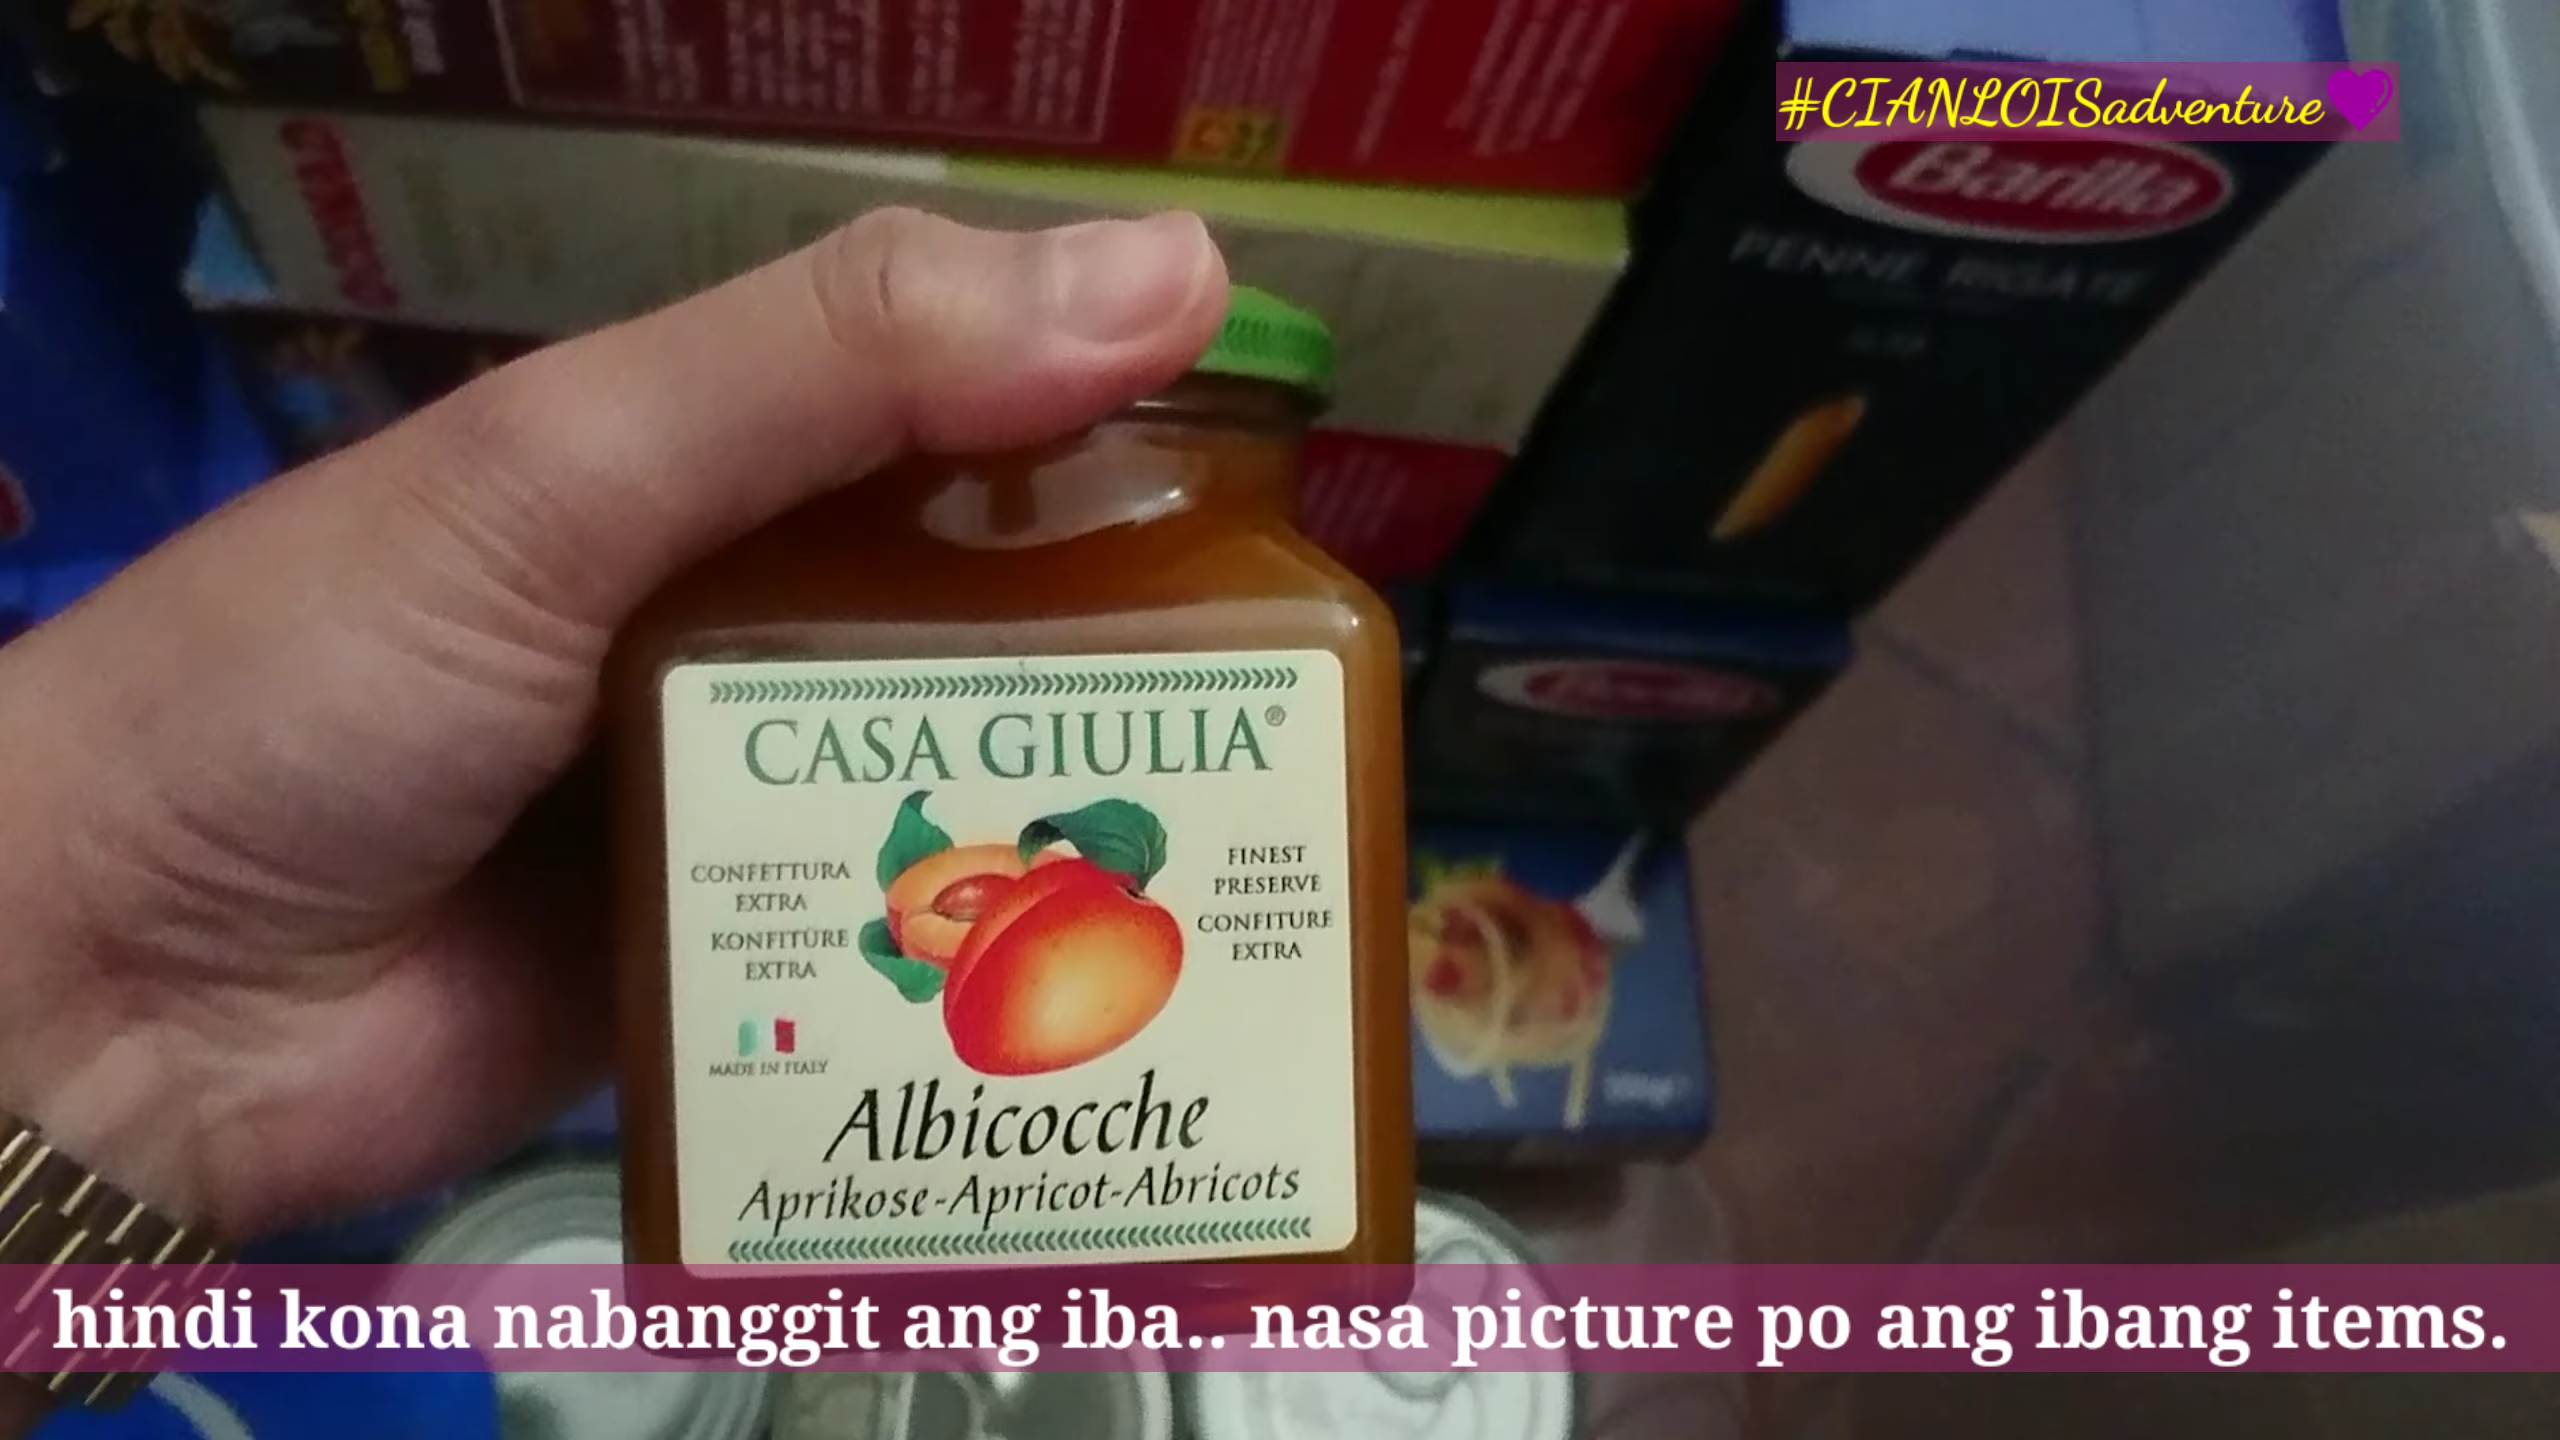 #CIANLOISadventure💜
Barilla
PENNE RIGATE
CASA GIULIA®
CONFETTURA
EXTRA
KONFITÜRE
EXTRA
FINEST
PRESERVE
CONFITURE
EXTRA
MADE IN ITALY
Albicocche
Aprikose-Apricot-Abricots
hindi kona nabanggit ang iba.. nasa picture po ang ibang items.